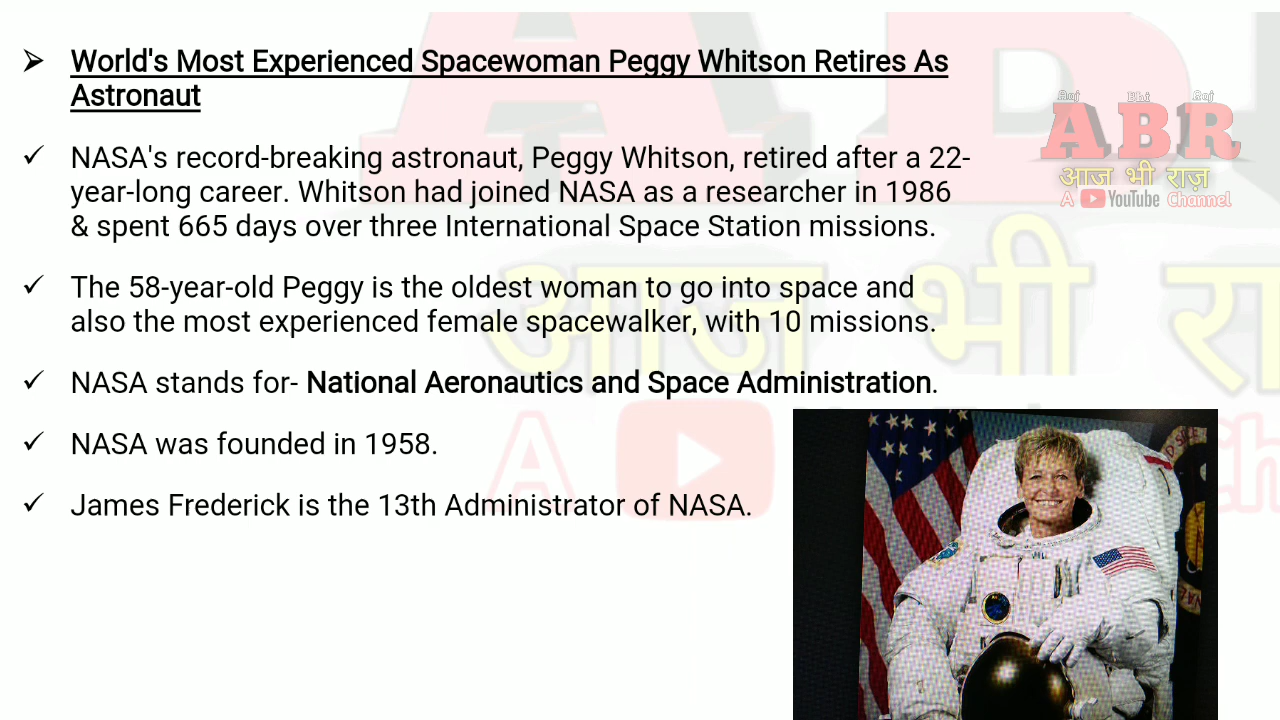 World's Most Experienced Spacewoman Peggy Whitson Retires As
Astronaut
NASA's record-breaking astronaut, Peggy Whitson, retired after a 22-
year-long career. Whitson had joined NASA as a researcher in 1986
& spent 665 days over three International Space Station missions.
The 58-year-old Peggy is the oldest woman to go into space and
also the most experienced female spacewalker, with 10 missions.
NASA stands for- National Aeronautics and Space Administration.
NASA was founded in 1958.
James Frederick is the 13th Administrator of NASA.
Aaj Bhi Raj
ABR
आज भी राज़
A YouTube Channel
आज भी रा
A